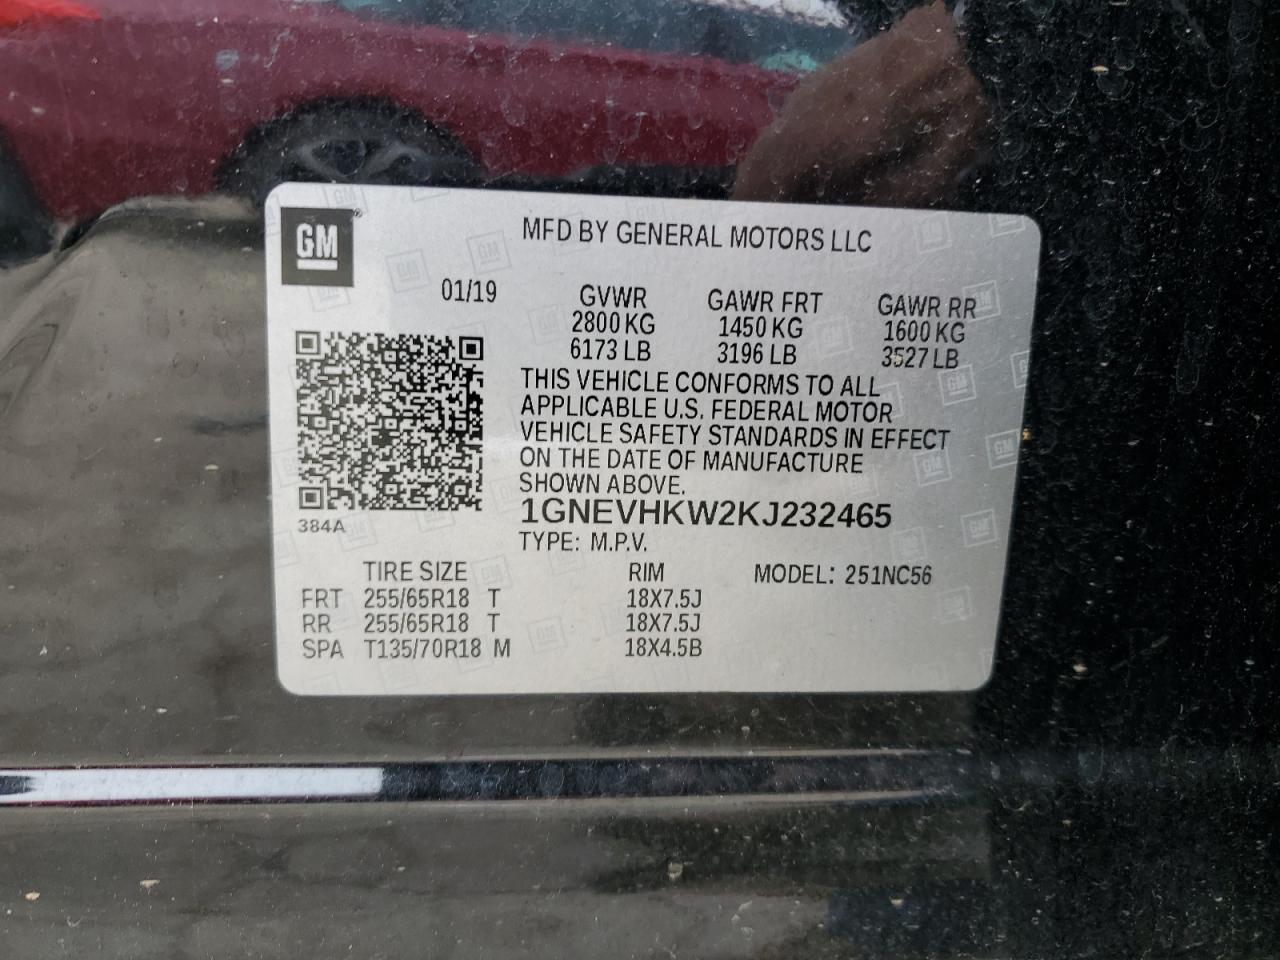 GM
MFD BY GENERAL MOTORS LLC
01/19 GVWR GAWR FRT GAWR RR
2800 KG 1450 KG 1600 KG
6173 LB 3196 LB 3527 LB
THIS VEHICLE CONFORMS TO ALL
APPLICABLE U.S. FEDERAL MOTOR
VEHICLE SAFETY STANDARDS IN EFFECT
ON THE DATE OF MANUFACTURE
SHOWN ABOVE.
384A
1GNEVHKW2KJ232465
TYPE: M.P.V.
TIRE SIZE RIM MODEL: 251NC56
FRT 255/65R18 T 18X7.5J
RR 255/65R18 T 18X7.5J
SPA T135/70R18 M 18X4.5B